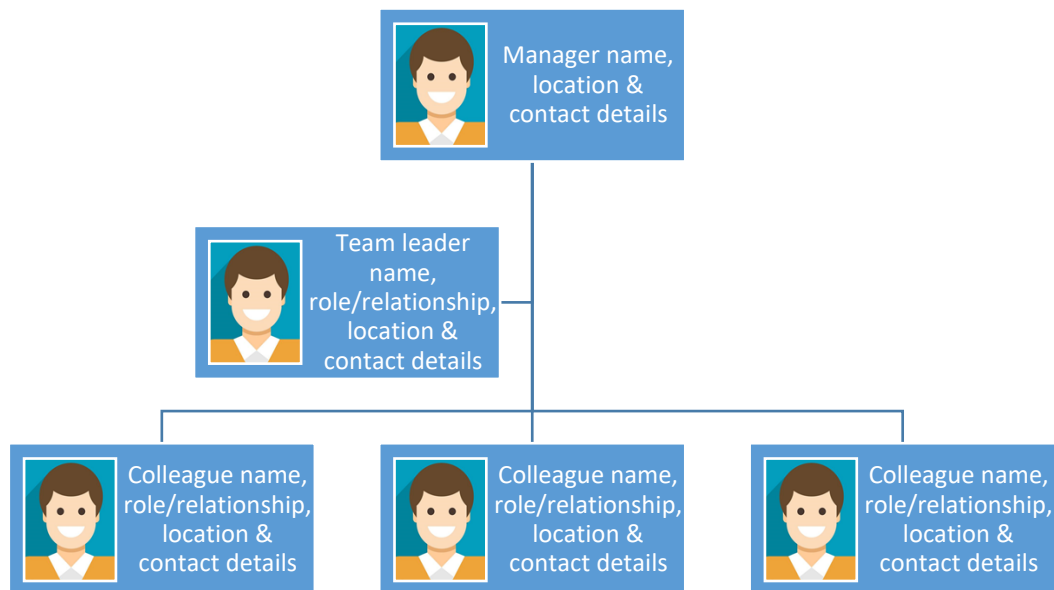 Manager name,
location &
contact details
Team leader
name,
role/relationship,
location &
contact details
Colleague name,
role/relationship,
location &
contact details
Colleague name,
role/relationship,
location &
contact details
Colleague name,
role/relationship,
location &
contact details